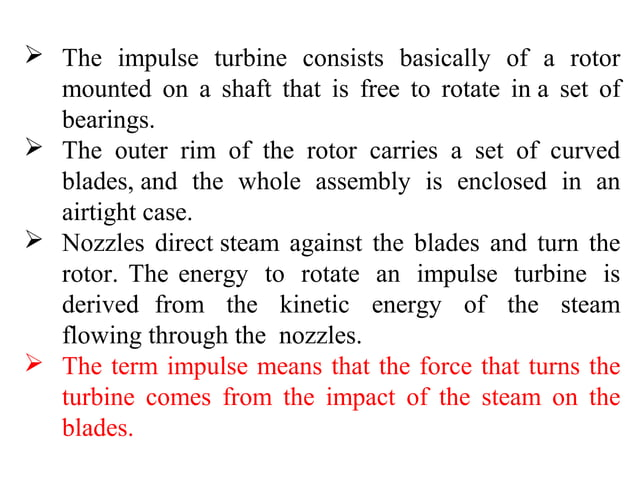 ➢ The impulse turbine consists basically of a rotor
mounted on a shaft that is free to rotate in a set of
bearings.
➢ The outer rim of the rotor carries a set of curved
blades, and the whole assembly is enclosed in an
airtight case.
➢ Nozzles direct steam against the blades and turn the
rotor. The energy to rotate an impulse turbine is
derived from the kinetic energy of the steam
flowing through the nozzles.
➢ The term impulse means that the force that turns the
turbine comes from the impact of the steam on the
blades.